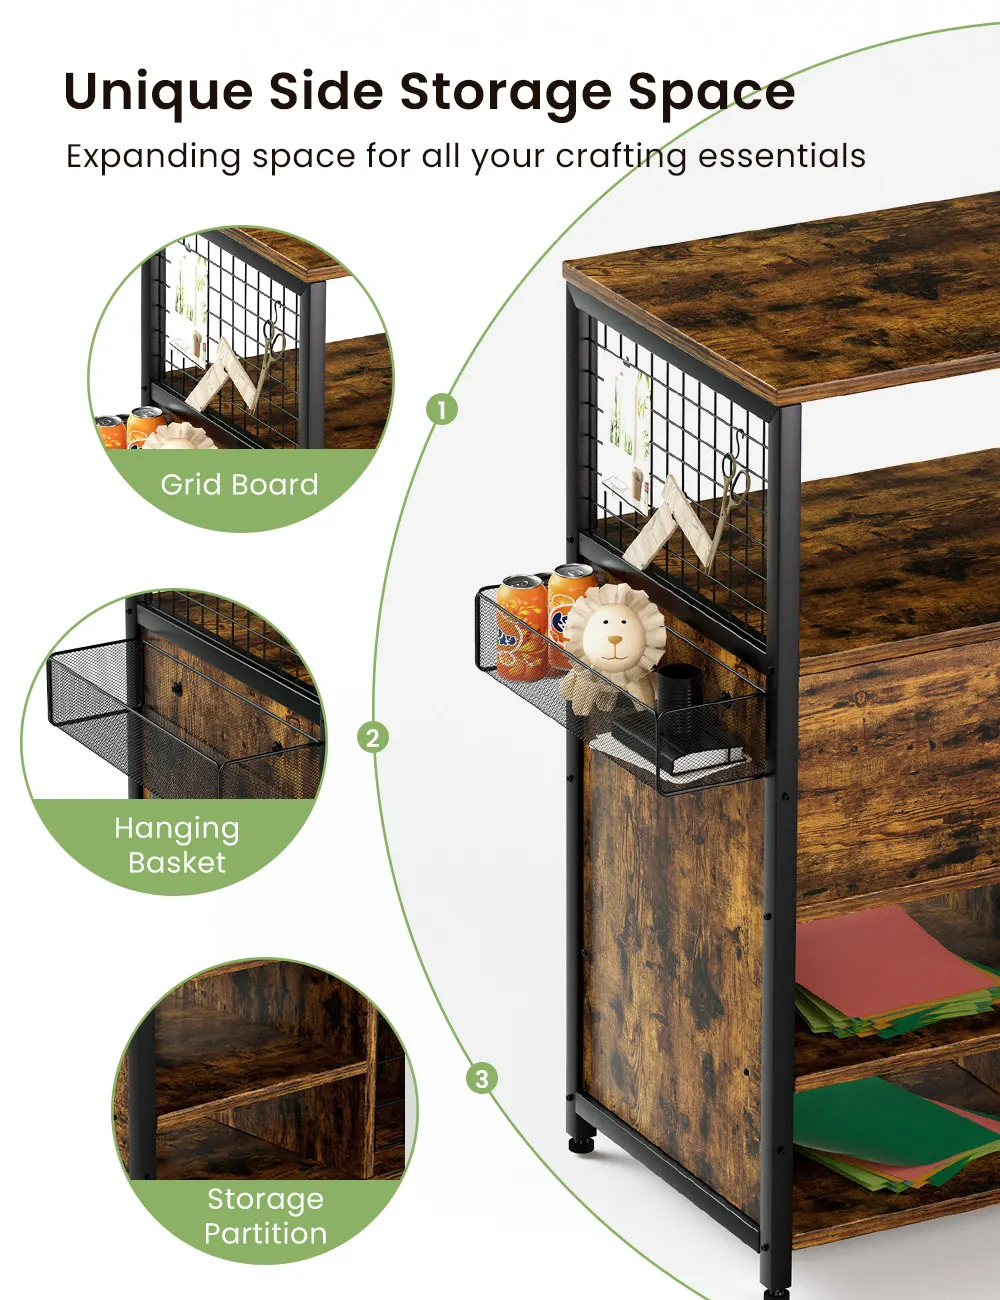 Unique Side Storage Space
Expanding space for all your crafting essentials
1
Grid Board
2
Hanging
Basket
3
Storage
Partition